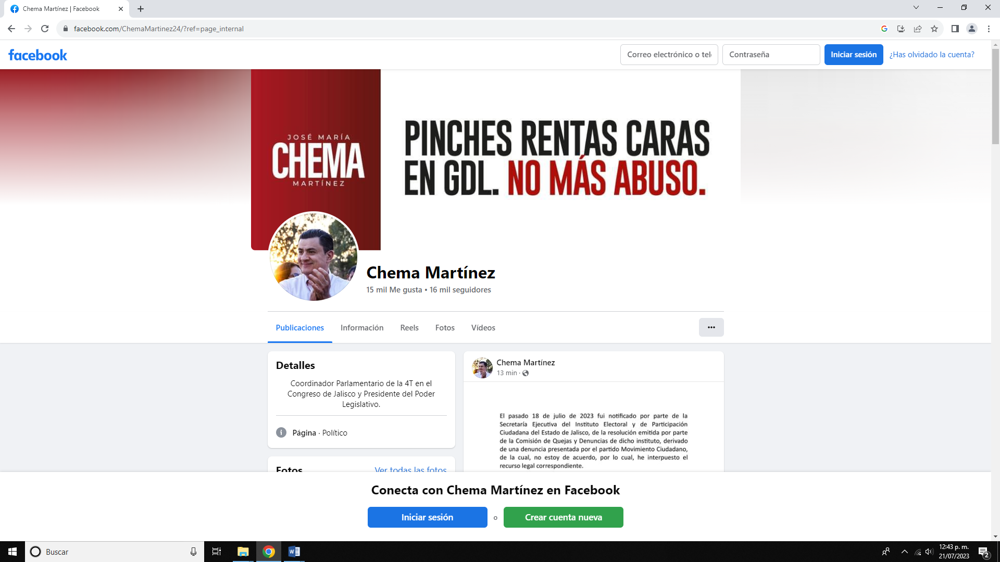 Chema Martínez | Facebook
facebook.com/ChemaMartinez24/?ref=page_internal
facebook
Correo electrónico o tel
Contraseña
Iniciar sesión
¿Has olvidado la cuenta?
JOSÉ MARÍA
CHEMA
MARTÍNEZ
PINCHES RENTAS CARAS
EN GDL. NO MÁS ABUSO.
Chema Martínez
15 mil Me gusta • 16 mil seguidores
Publicaciones
Información
Reels
Fotos
Vídeos
Detalles
Coordinador Parlamentario de la 4T en el
Congreso de Jalisco y Presidente del Poder
Legislativo.
Página · Político
Fotos
Ver todas las fotos
Chema Martínez
13 min ·
El pasado 18 de julio de 2023 fui notificado por parte de la
Secretaría Ejecutiva del Instituto Electoral y de Participación
Ciudadana del Estado de Jalisco, de la resolución emitida por parte
de la Comisión de Quejas y Denuncias de dicho instituto, derivado
de una denuncia presentada por el partido Movimiento Ciudadano,
de la cual, no estoy de acuerdo, por lo cual, he interpuesto el
recurso legal correspondiente.
Conecta con Chema Martínez en Facebook
Iniciar sesión
o
Crear cuenta nueva
Buscar
12:43 p. m.
21/07/2023
2